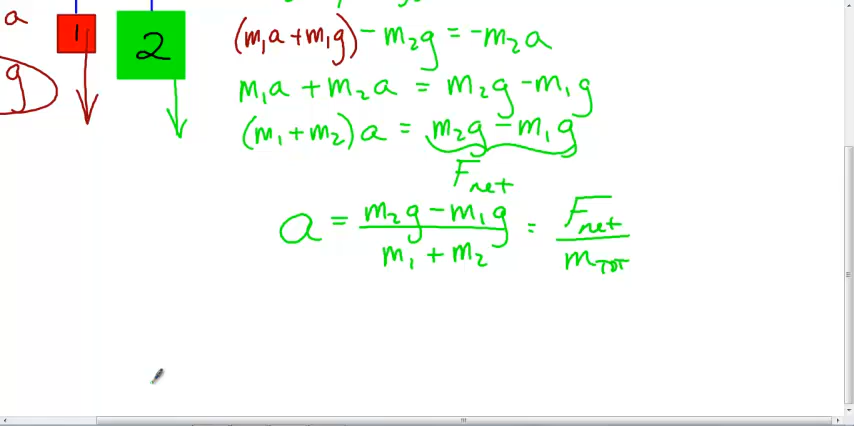 a
1
2
g
(m₁a + m₁g) - m₂g = -m₂a
m₁a + m₂a = m₂g - m₁g
(m₁ + m₂) a = m₂g - m₁g
Fnet
a = m₂g - m₁g / m₁ + m₂ = Fnet / mTOT